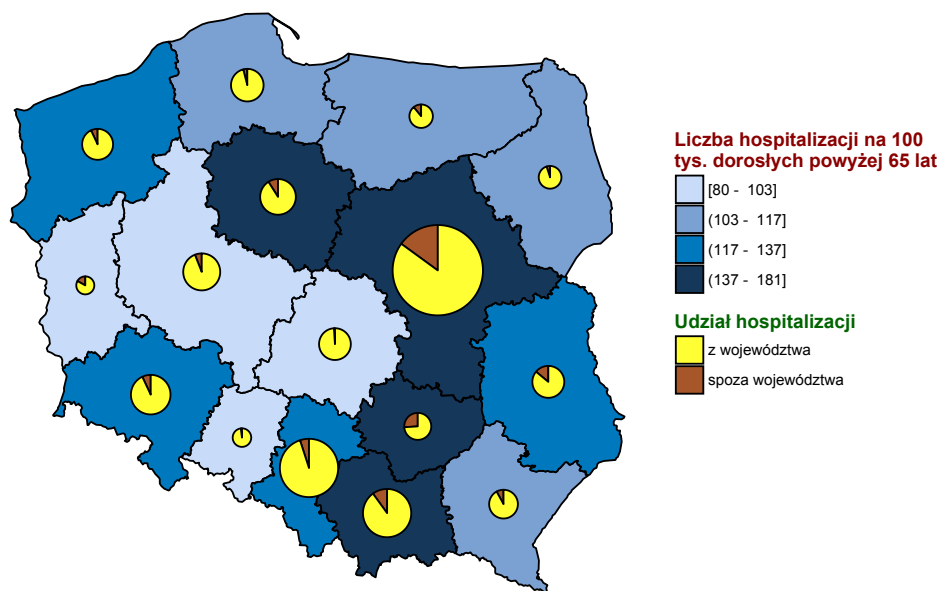 Liczba hospitalizacji na 100
tys. dorosłych powyżej 65 lat
[80 - 103]
(103 - 117]
(117 - 137]
(137 - 181]
Udział hospitalizacji
z województwa
spoza województwa